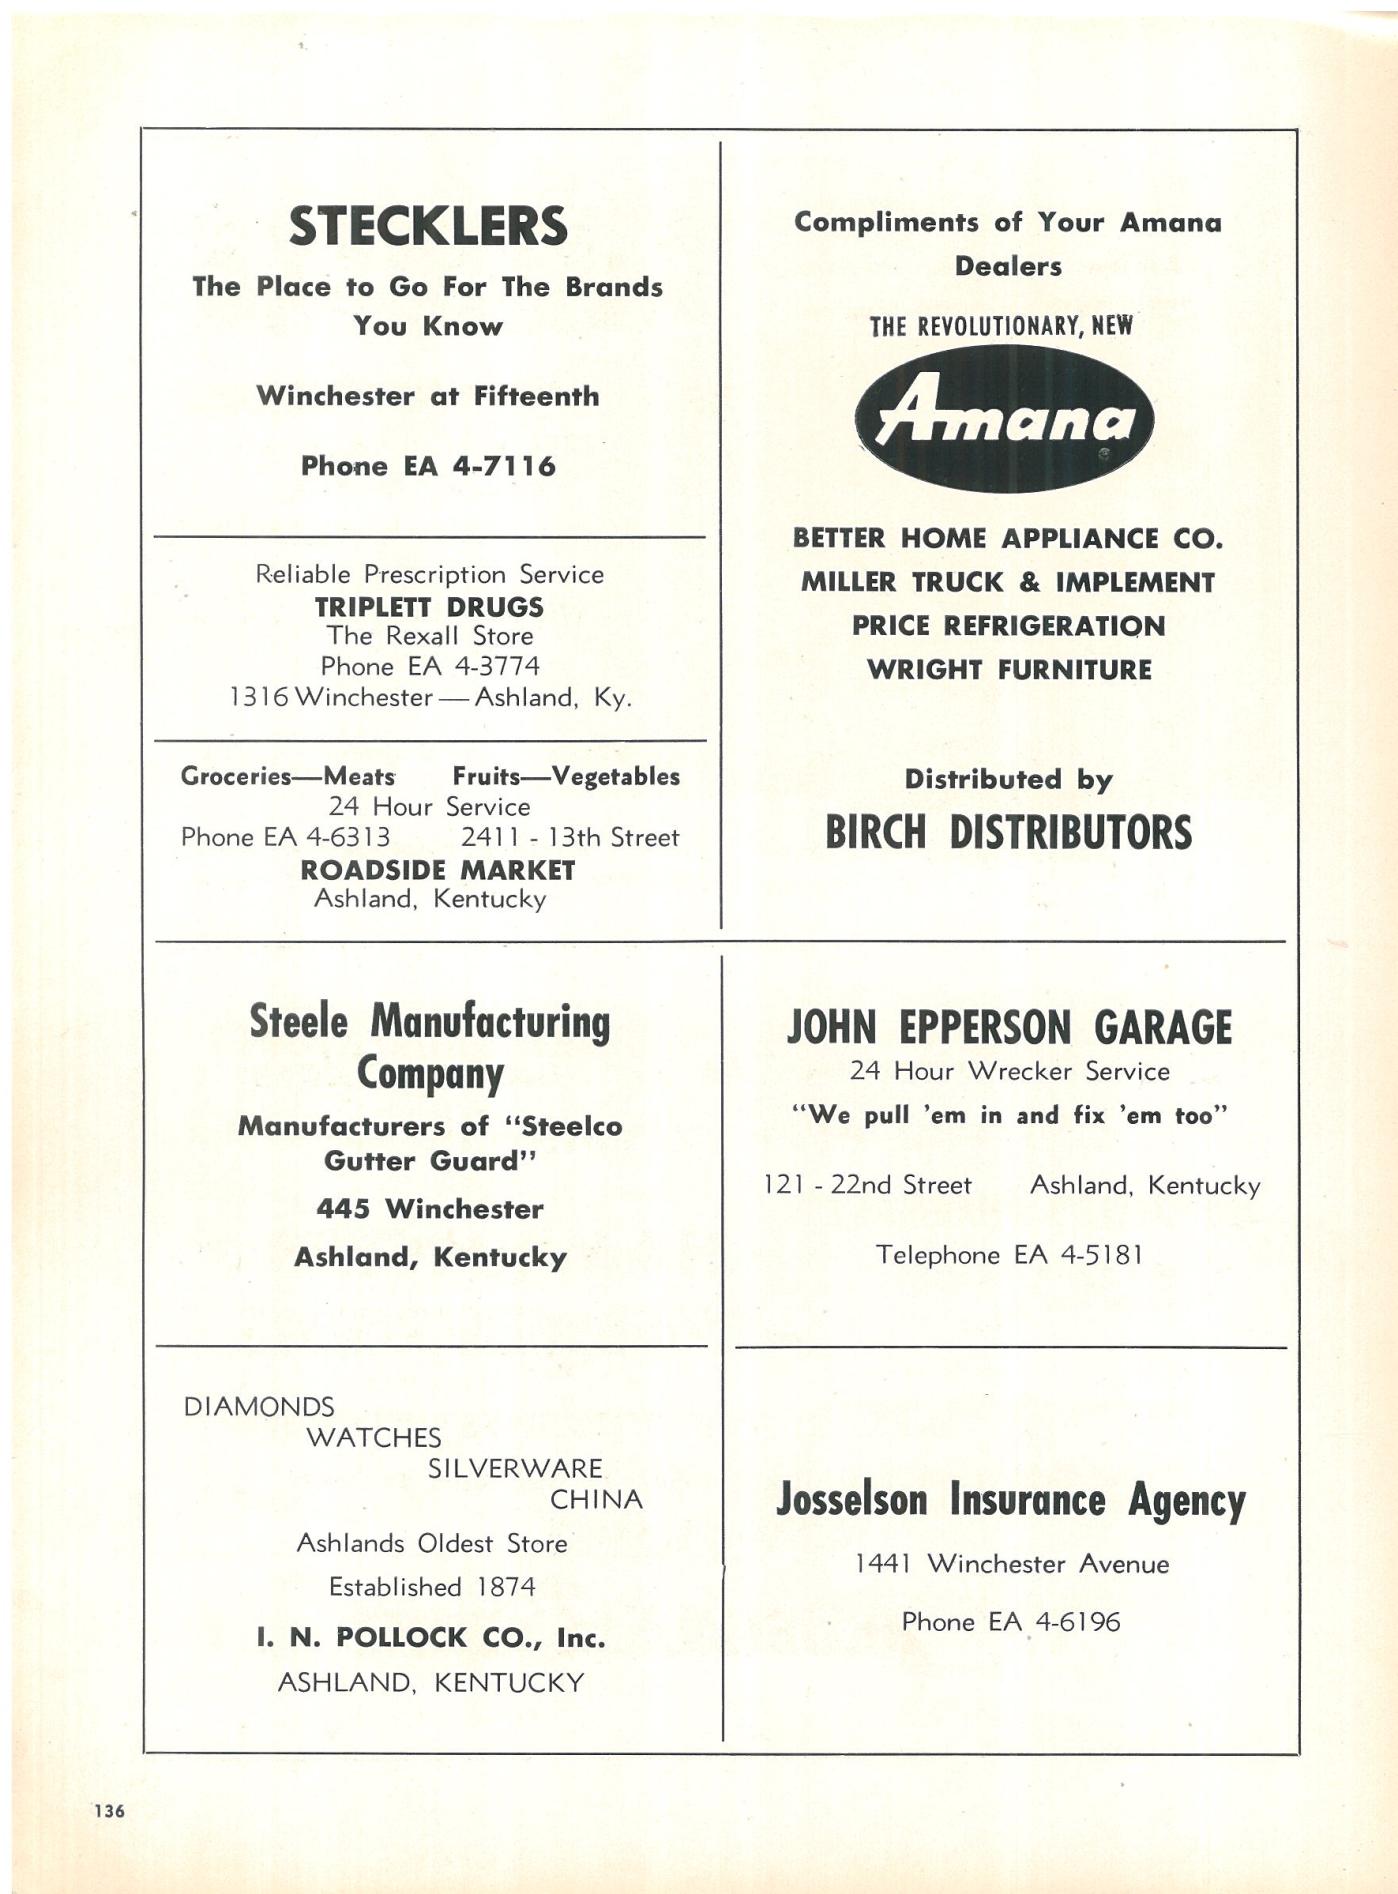 STECKLERS
The Place to Go For The Brands
You Know
Winchester at Fifteenth
Phone EA 4-7116
Reliable Prescription Service
TRIPLETT DRUGS
The Rexall Store
Phone EA 4-3774
1316 Winchester — Ashland, Ky.
Groceries—Meats Fruits—Vegetables
24 Hour Service
Phone EA 4-6313 2411 - 13th Street
ROADSIDE MARKET
Ashland, Kentucky
Compliments of Your Amana
Dealers
THE REVOLUTIONARY, NEW
Amana
®
BETTER HOME APPLIANCE CO.
MILLER TRUCK & IMPLEMENT
PRICE REFRIGERATION
WRIGHT FURNITURE
Distributed by
BIRCH DISTRIBUTORS
Steele Manufacturing
Company
Manufacturers of “Steelco
Gutter Guard”
445 Winchester
Ashland, Kentucky
JOHN EPPERSON GARAGE
24 Hour Wrecker Service
“We pull ’em in and fix ’em too”
121 - 22nd Street Ashland, Kentucky
Telephone EA 4-5181
DIAMONDS
WATCHES
SILVERWARE
CHINA
Ashlands Oldest Store
Established 1874
I. N. POLLOCK CO., Inc.
ASHLAND, KENTUCKY
Josselson Insurance Agency
1441 Winchester Avenue
Phone EA 4-6196
136